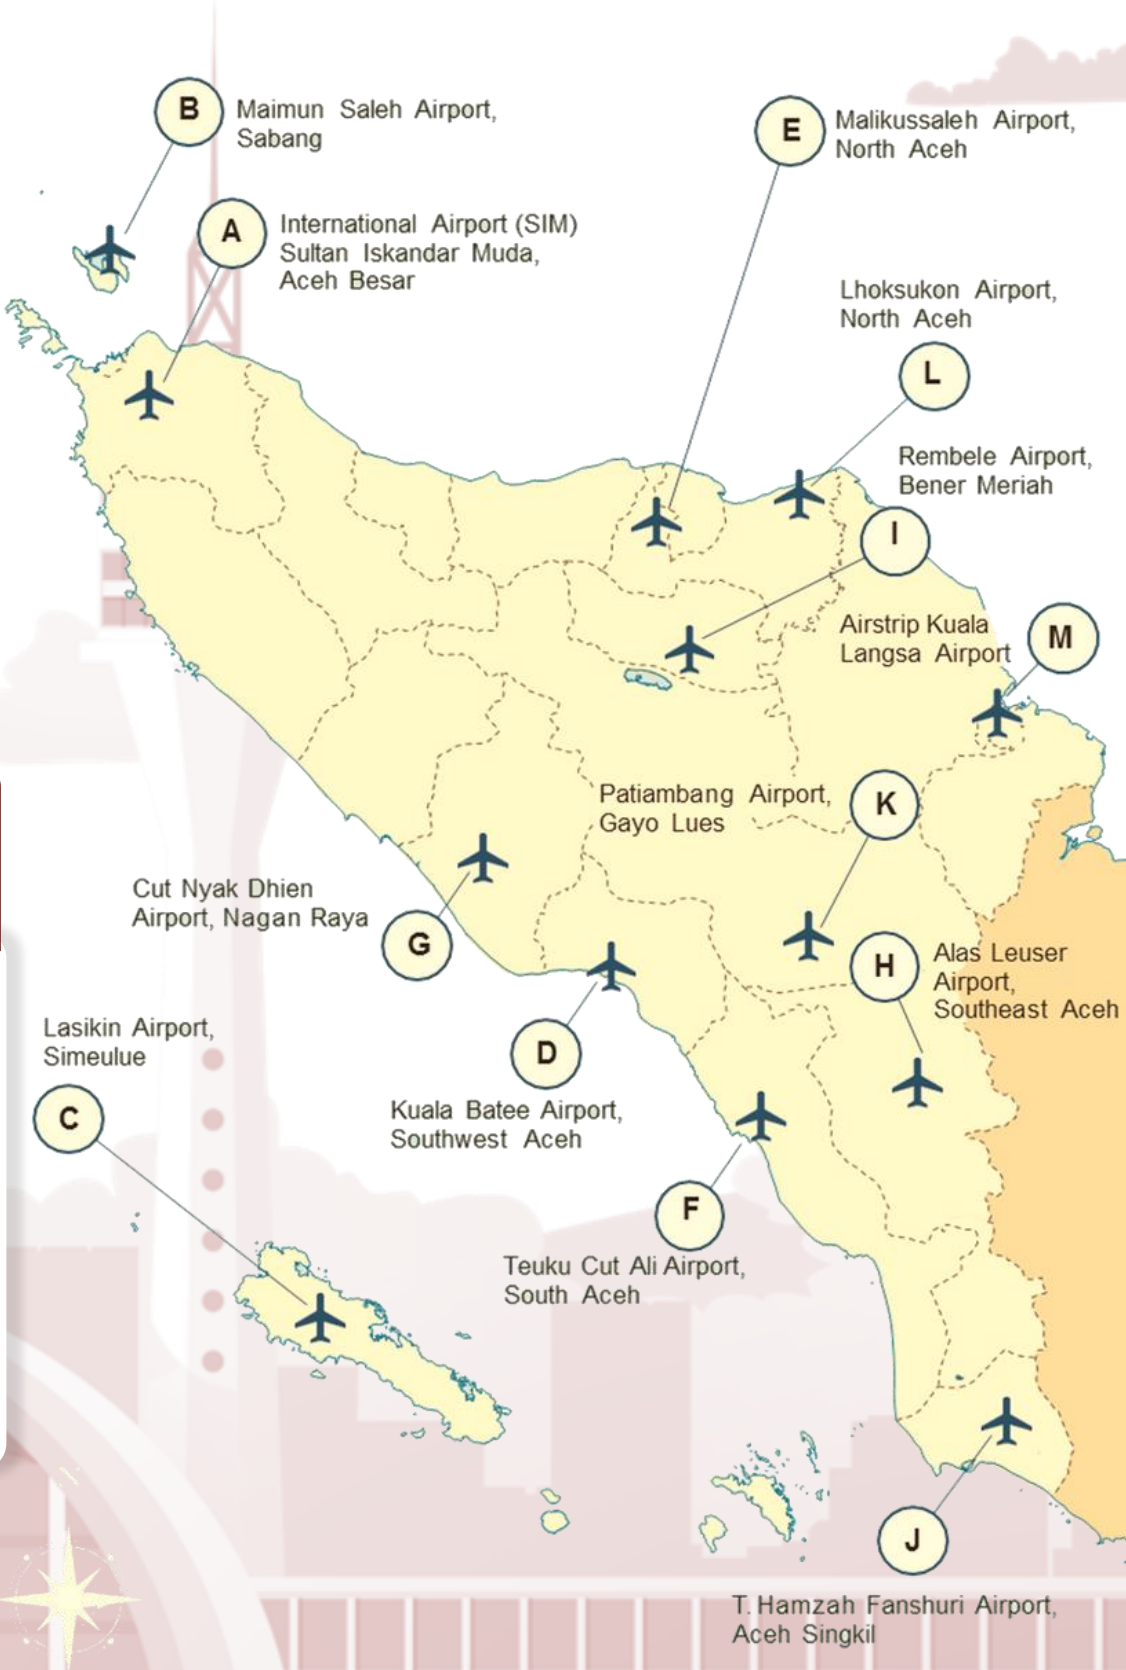 B
Maimun Saleh Airport,
Sabang
E
Malikussaleh Airport,
North Aceh
A
International Airport (SIM)
Sultan Iskandar Muda,
Aceh Besar
Lhoksukon Airport,
North Aceh
L
Rembele Airport,
Bener Meriah
I
Airstrip Kuala
Langsa Airport
M
Patiambang Airport,
Gayo Lues
K
Cut Nyak Dhien
Airport, Nagan Raya
G
H
Alas Leuser
Airport,
Southeast Aceh
Lasikin Airport,
Simeulue
C
D
Kuala Batee Airport,
Southwest Aceh
F
Teuku Cut Ali Airport,
South Aceh
J
T. Hamzah Fanshuri Airport,
Aceh Singkil